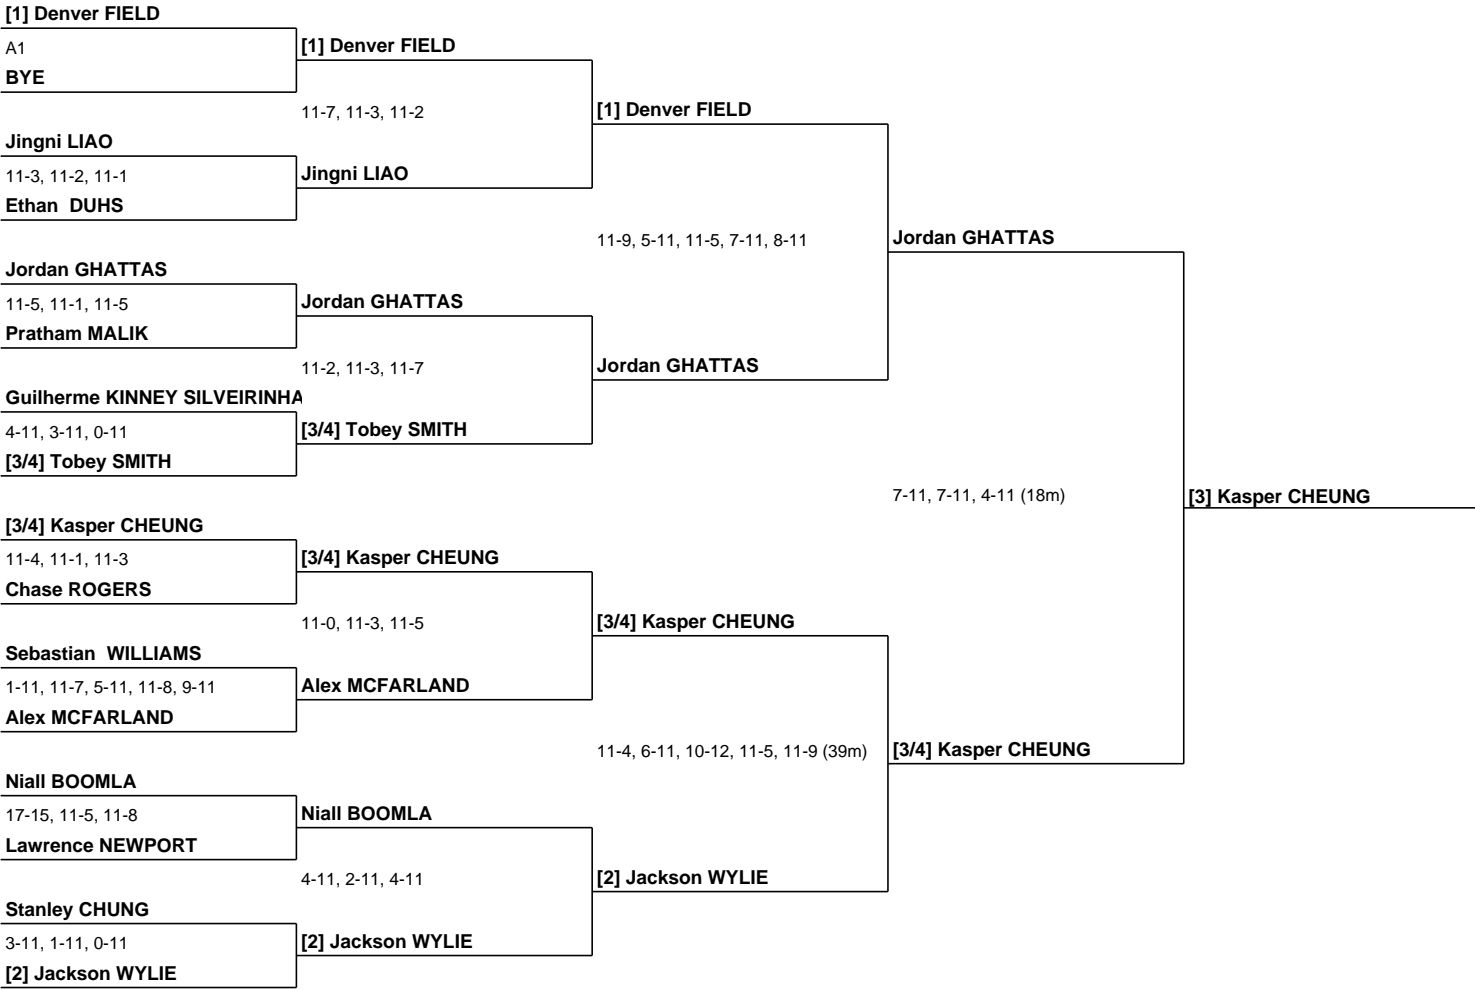 [1] Denver FIELD
A1
BYE
Jingni LIAO
11-3, 11-2, 11-1
Ethan  DUHS
Jordan GHATTAS
11-5, 11-1, 11-5
Pratham MALIK
Guilherme KINNEY SILVEIRINHA
4-11, 3-11, 0-11
[3/4] Tobey SMITH
[3/4] Kasper CHEUNG
11-4, 11-1, 11-3
Chase ROGERS
Sebastian  WILLIAMS
1-11, 11-7, 5-11, 11-8, 9-11
Alex MCFARLAND
Niall BOOMLA
17-15, 11-5, 11-8
Lawrence NEWPORT
Stanley CHUNG
3-11, 1-11, 0-11
[2] Jackson WYLIE
[1] Denver FIELD
11-7, 11-3, 11-2
Jingni LIAO
Jordan GHATTAS
11-2, 11-3, 11-7
[3/4] Tobey SMITH
[3/4] Kasper CHEUNG
11-0, 11-3, 11-5
Alex MCFARLAND
Niall BOOMLA
4-11, 2-11, 4-11
[2] Jackson WYLIE
[1] Denver FIELD
11-9, 5-11, 11-5, 7-11, 8-11
Jordan GHATTAS
[3/4] Kasper CHEUNG
11-4, 6-11, 10-12, 11-5, 11-9 (39m)
[2] Jackson WYLIE
Jordan GHATTAS
7-11, 7-11, 4-11 (18m)
[3/4] Kasper CHEUNG
[3] Kasper CHEUNG